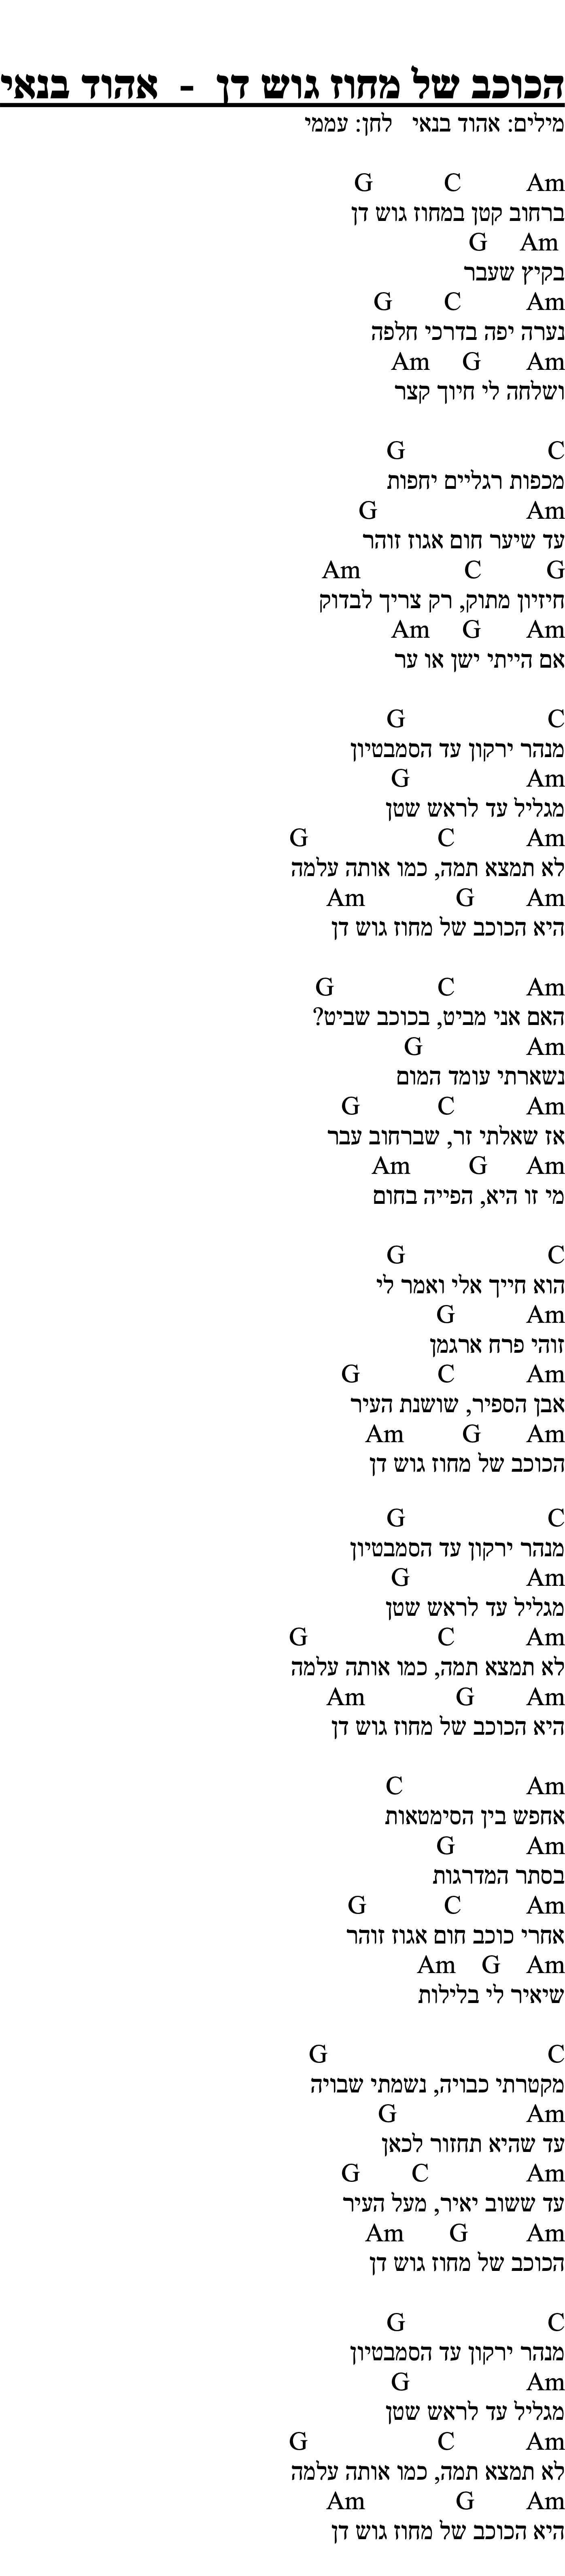 הכוכב של מחוז גוש דן - אהוד בנאי
מילים: אהוד בנאי לחן: עממי
Am C G
ברחוב קטן במחוז גוש דן
Am G
בקיץ שעבר
Am C G
נערה יפה בדרכי חלפה
Am G Am
ושלחה לי חיוך קצר
C G
מכפות רגליים יחפות
Am G
עד שיער חום אגוז זוהר
G C Am
חיזיון מתוק, רק צריך לבדוק
Am G Am
אם הייתי ישן או ער
C G
מנהר ירקון עד הסמבטיון
Am G
מגליל עד לראש שטן
Am C G
לא תמצא תמה, כמו אותה עלמה
Am G Am
היא הכוכב של מחוז גוש דן
Am C G
האם אני מביט, בכוכב שביט?
Am G
נשארתי עומד המום
Am C G
אז שאלתי זר, שברחוב עבר
Am G Am
מי זו היא, הפייה בחום
C G
הוא חייך אלי ואמר לי
Am G
זוהי פרח ארגמן
Am C G
אבן הספיר, שושנת העיר
Am G Am
הכוכב של מחוז גוש דן
C G
מנהר ירקון עד הסמבטיון
Am G
מגליל עד לראש שטן
Am C G
לא תמצא תמה, כמו אותה עלמה
Am G Am
היא הכוכב של מחוז גוש דן
Am C
אחפש בין הסימטאות
Am G
בסתר המדרגות
Am C G
אחרי כוכב חום אגוז זוהר
Am G Am
שיאיר לי בלילות
C G
מקטרתי כבויה, נשמתי שבויה
Am G
עד שהיא תחזור לכאן
Am C G
עד ששוב יאיר, מעל העיר
Am G Am
הכוכב של מחוז גוש דן
C G
מנהר ירקון עד הסמבטיון
Am G
מגליל עד לראש שטן
Am C G
לא תמצא תמה, כמו אותה עלמה
Am G Am
היא הכוכב של מחוז גוש דן